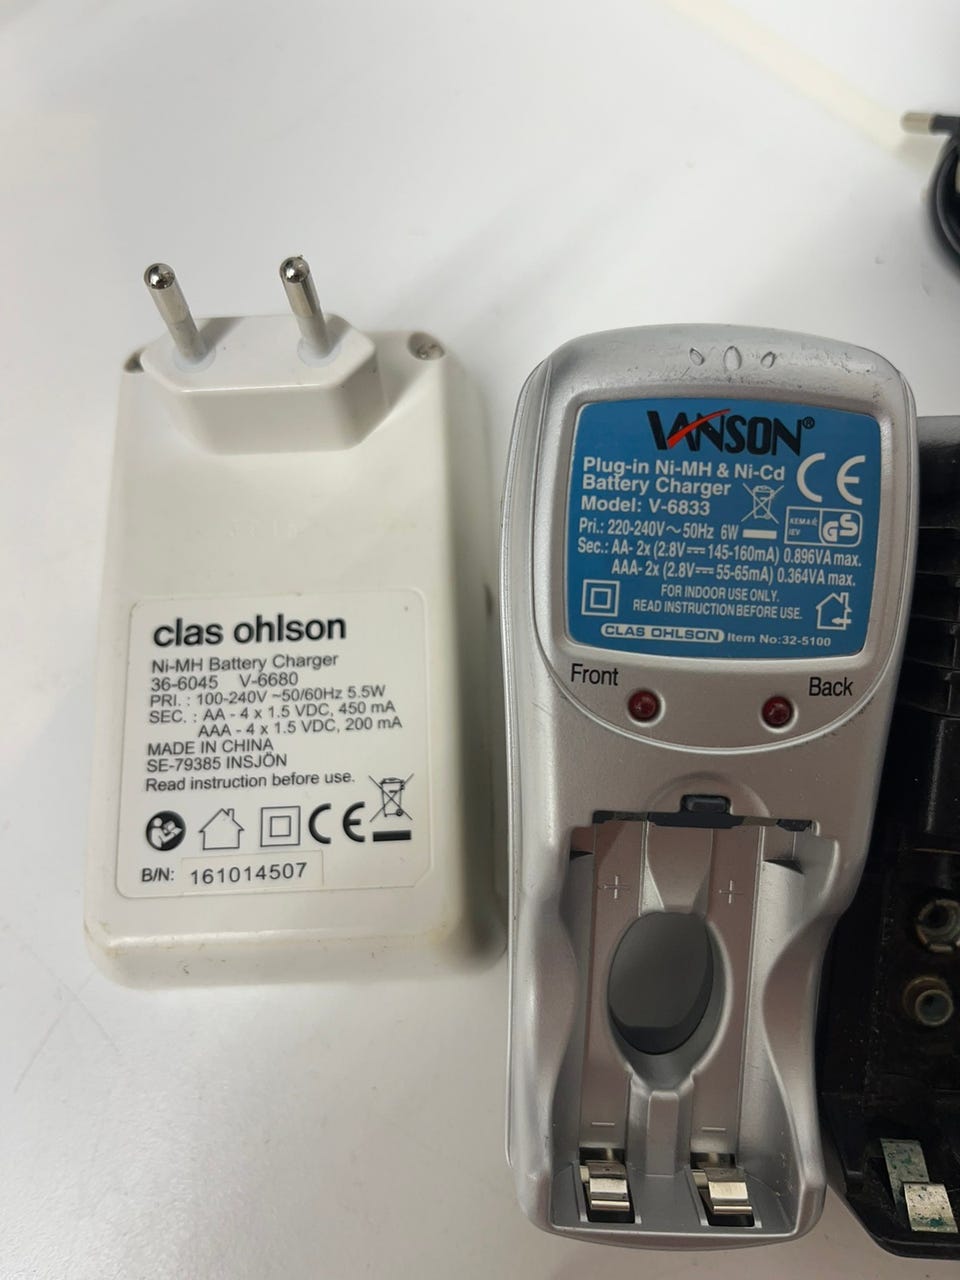 clas ohlson
Ni-MH Battery Charger
36-6045 V-6680
PRI. : 100-240V ~50/60Hz 5.5W
SEC. : AA - 4 x 1.5 VDC, 450 mA
AAA - 4 x 1.5 VDC, 200 mA
MADE IN CHINA
SE-79385 INSJÖN
Read instruction before use.
CE
B/N: 161014507
VANSON®
Plug-in Ni-MH & Ni-Cd
Battery Charger
Model: V-6833
CE
KEMA
IEV
GS
Pri.: 220-240V~50Hz 6W
Sec.: AA- 2x (2.8V⎓145-160mA) 0.896VA max.
AAA- 2x (2.8V⎓55-65mA) 0.364VA max.
FOR INDOOR USE ONLY.
READ INSTRUCTION BEFORE USE.
CLAS OHLSON Item No:32-5100
Front
Back
+ +
− −